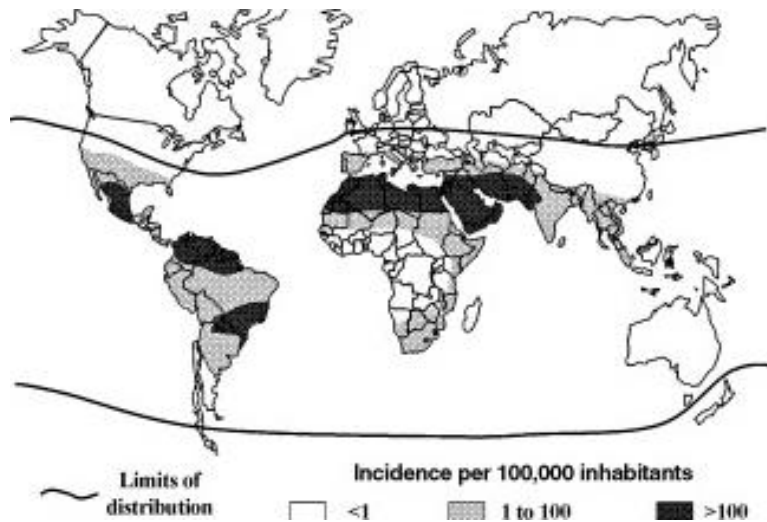 Limits of
distribution
Incidence per 100,000 inhabitants
<1
1 to 100
>100